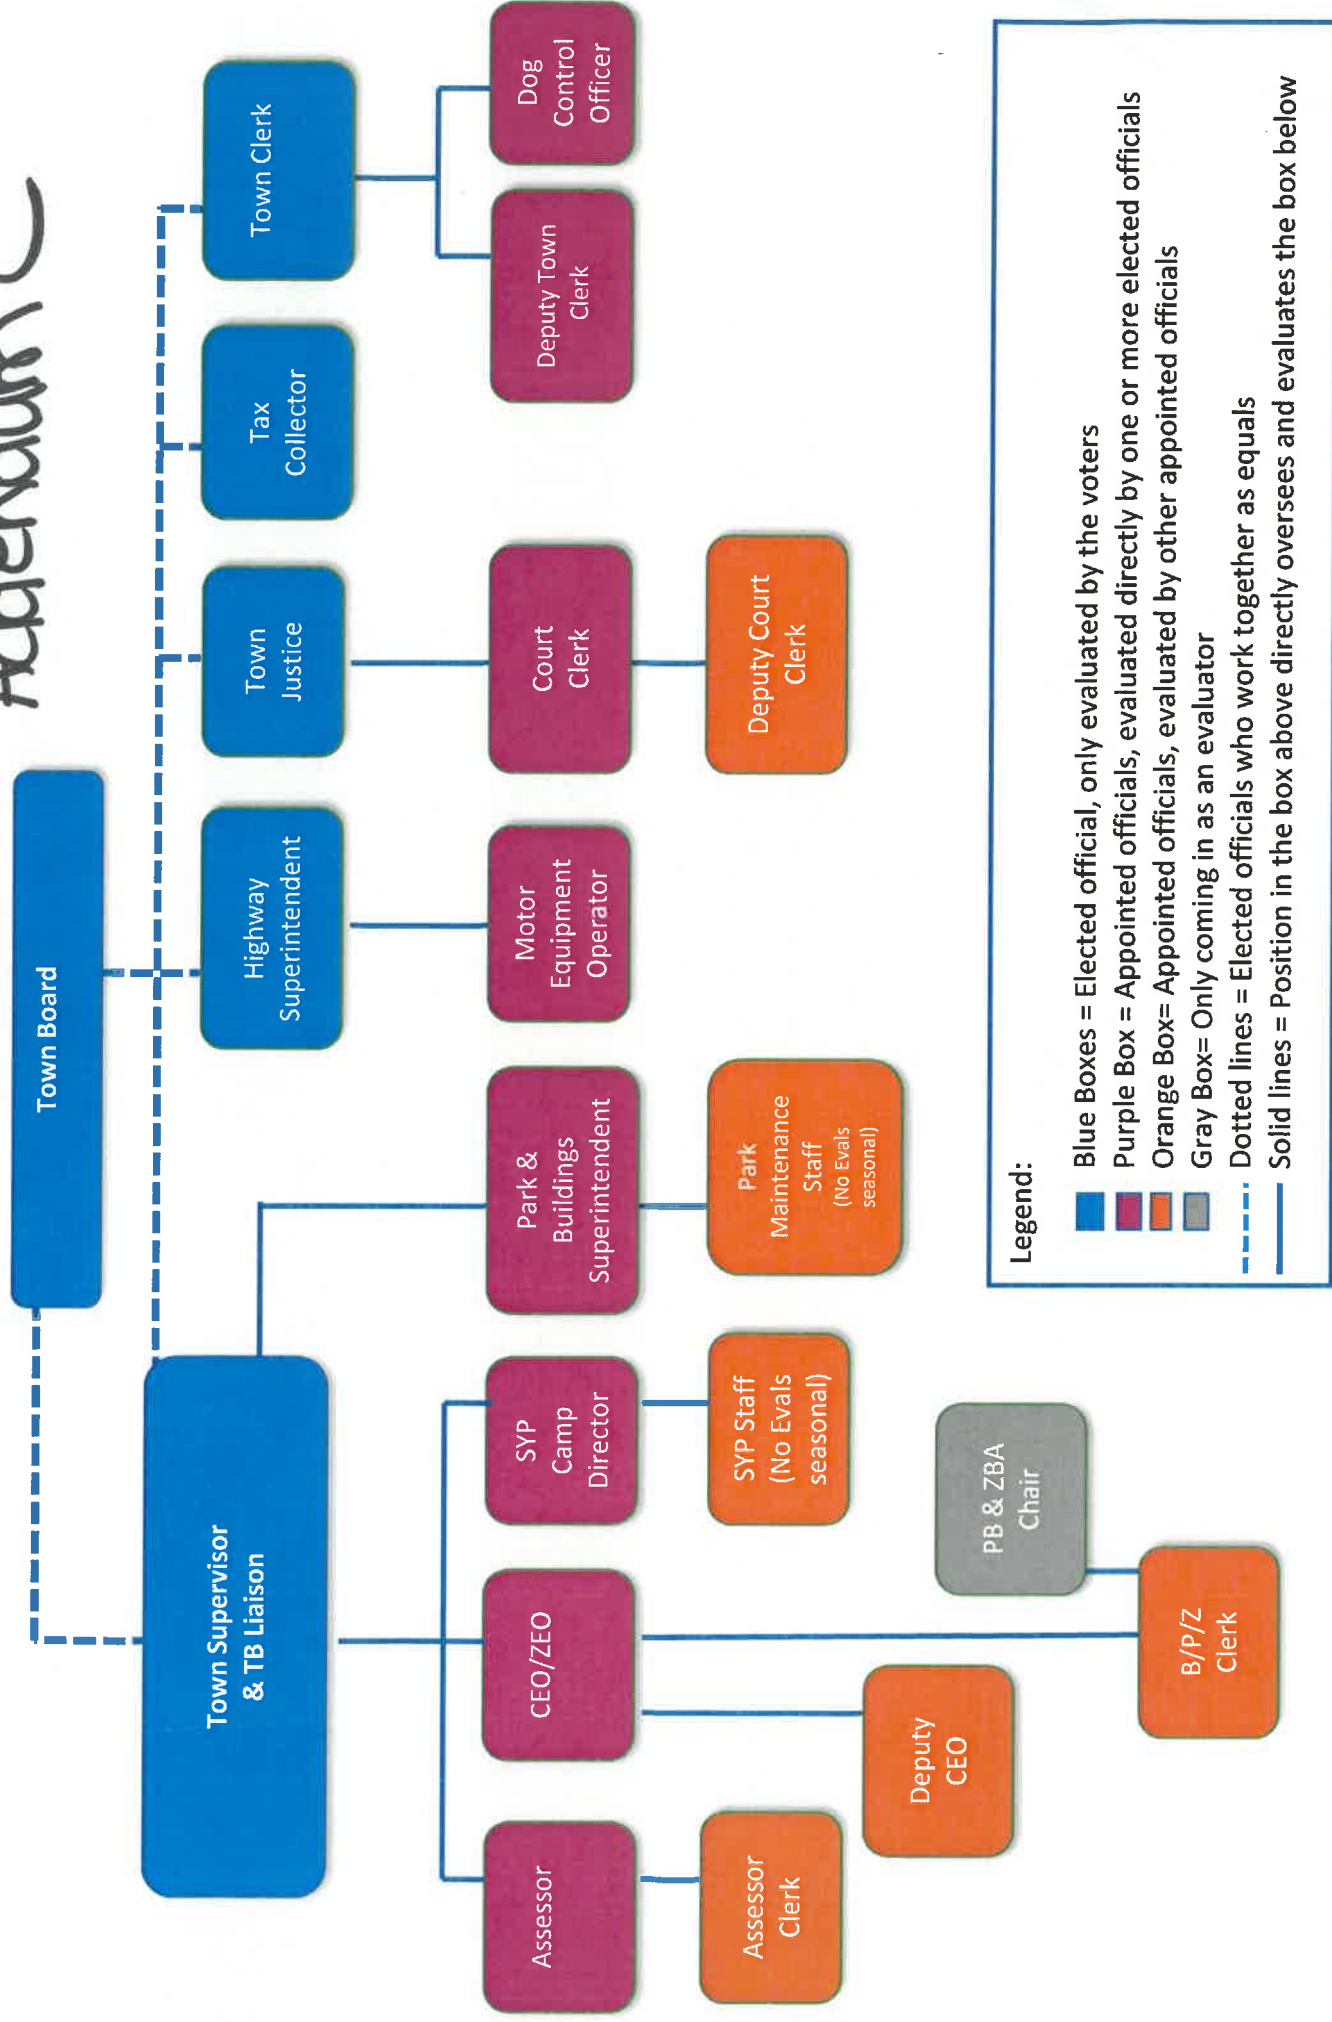 Town Board
Town Supervisor
& TB Liaison
Highway
Superintendent
Town
Justice
Tax
Collector
Town Clerk
Assessor
CEO/ZEO
SYP
Camp
Director
Park &
Buildings
Superintendent
Motor
Equipment
Operator
Court
Clerk
Deputy Town
Clerk
Dog
Control
Officer
Assessor
Clerk
SYP Staff
(No Evals
seasonal)
Park
Maintenance
Staff
(No Evals
seasonal)
Deputy Court
Clerk
Deputy
CEO
PB & ZBA
Chair
B/P/Z
Clerk
Legend:
Blue Boxes = Elected official, only evaluated by the voters
Purple Box = Appointed officials, evaluated directly by one or more elected officials
Orange Box= Appointed officials, evaluated by other appointed officials
Gray Box= Only coming in as an evaluator
Dotted lines = Elected officials who work together as equals
Solid lines = Position in the box above directly oversees and evaluates the box below